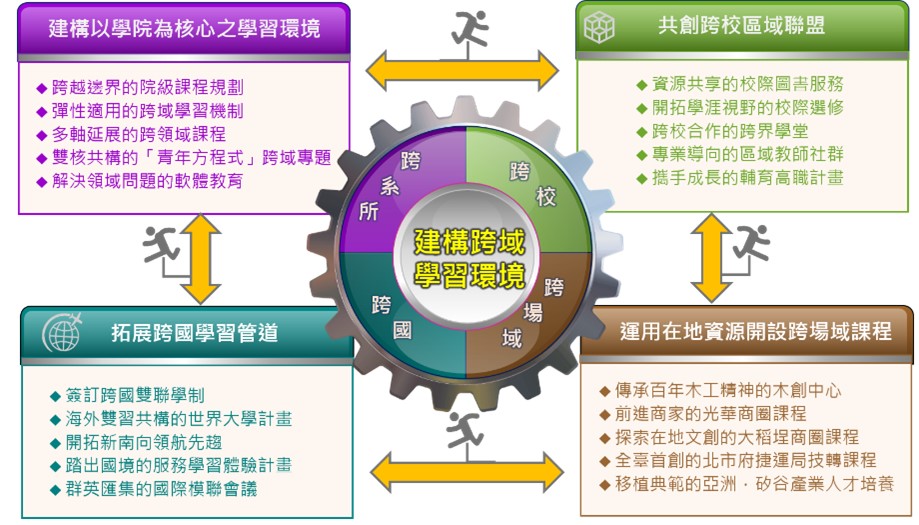 建構以學院為核心之學習環境
◆ 跨越邊界的院級課程規劃
◆ 彈性適用的跨域學習機制
◆ 多軸延展的跨領域課程
◆ 雙核共構的「青年方程式」跨域專題
◆ 解決領域問題的軟體教育
共創跨校區域聯盟
◆ 資源共享的校際圖書服務
◆ 開拓學涯視野的校際選修
◆ 跨校合作的跨界學堂
◆ 專業導向的區域教師社群
◆ 攜手成長的輔育高職計畫
跨系所
跨校
建構跨域
學習環境
跨國
跨場域
拓展跨國學習管道
◆ 簽訂跨國雙聯學制
◆ 海外雙習共構的世界大學計畫
◆ 開拓新南向領航先趨
◆ 踏出國境的服務學習體驗計畫
◆ 群英匯集的國際模聯會議
運用在地資源開設跨場域課程
◆ 傳承百年木工精神的木創中心
◆ 前進商家的光華商圈課程
◆ 探索在地文創的大稻埕商圈課程
◆ 全臺首創的北市府捷運局技轉課程
◆ 移植典範的亞洲．矽谷產業人才培養